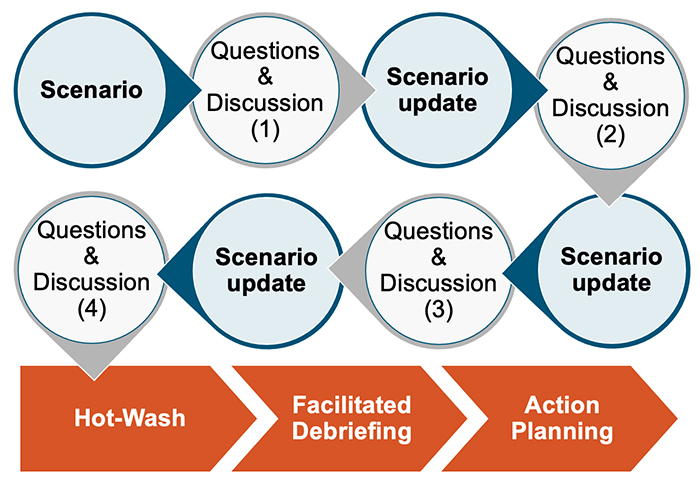 Scenario
Questions
&
Discussion
(1)
Scenario
update
Questions
&
Discussion
(2)
Scenario
update
Questions
&
Discussion
(3)
Scenario
update
Questions
&
Discussion
(4)
Hot-Wash
Facilitated
Debriefing
Action
Planning